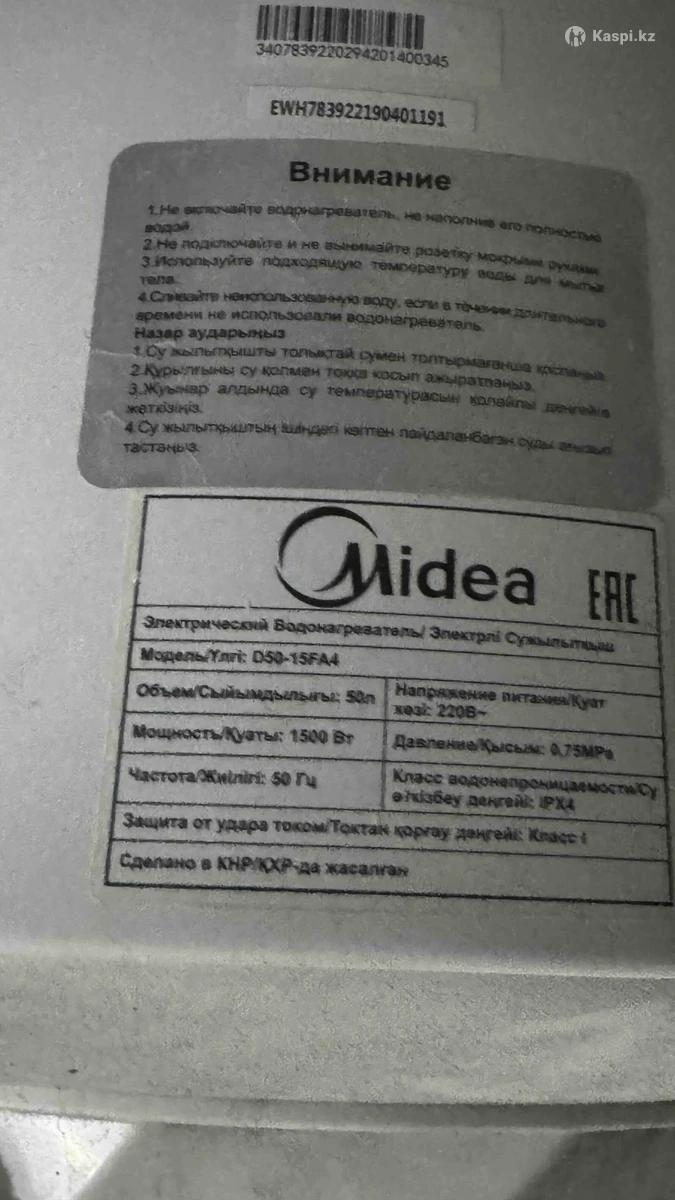 Kaspi.kz
3407839220294201400345
EWH783922190401191
Внимание
1.Не включайте водонагреватель, не наполнив его полностью
водой.
2.Не подключайте и не вынимайте розетку мокрыми руками.
3.Используйте подходящую температуру воды для мытья
тела.
4.Сливайте неиспользованную воду, если в течении длительного
времени не использовали водонагреватель.
Назар аударыңыз
1.Су жылытқышты толықтай сумен толтырмағанша қоспаңыз.
2.Құрылғыны су қолмен тоққа қосып ажыратпаңыз.
3.Жуынар алдында су температурасын қолайлы деңгейге
жеткізіңіз.
4.Су жылытқыштың ішіндегі көптен пайдаланбаған суды ағызып
тастаңыз.
Midea
EAC
Электрический Водонагреватель/ Электрлі Сужылытқыш
Модель/Үлгі: D50-15FA4
Объем/Сыйымдылығы: 50л
Напряжение питания/Қуат
көзі: 220В~
Мощность/Қуаты: 1500 Вт
Давление/Қысым: 0,75MPa
Частота/Жиілігі: 50 Гц
Класс водонепроницаемости/Су
өткізбеу деңгейі: IPX4
Защита от удара током/Тоқтан қорғау деңгейі: Класс I
Сделано в КНР/ҚХР-да жасалған